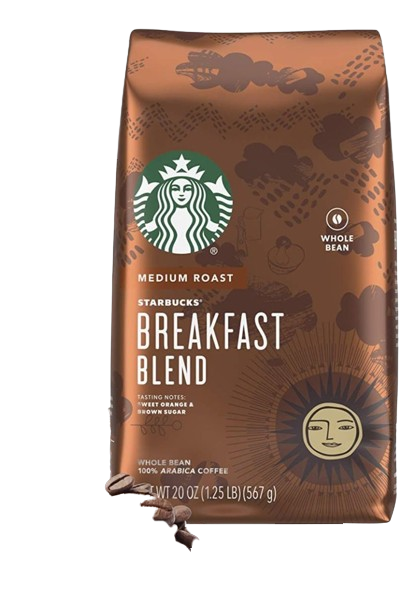 ®
WHOLE
BEAN
MEDIUM ROAST
STARBUCKS®
BREAKFAST
BLEND
TASTING NOTES:
SWEET ORANGE &
BROWN SUGAR
WHOLE BEAN
100% ARABICA COFFEE
WT 20 OZ (1.25 LB) (567 g)